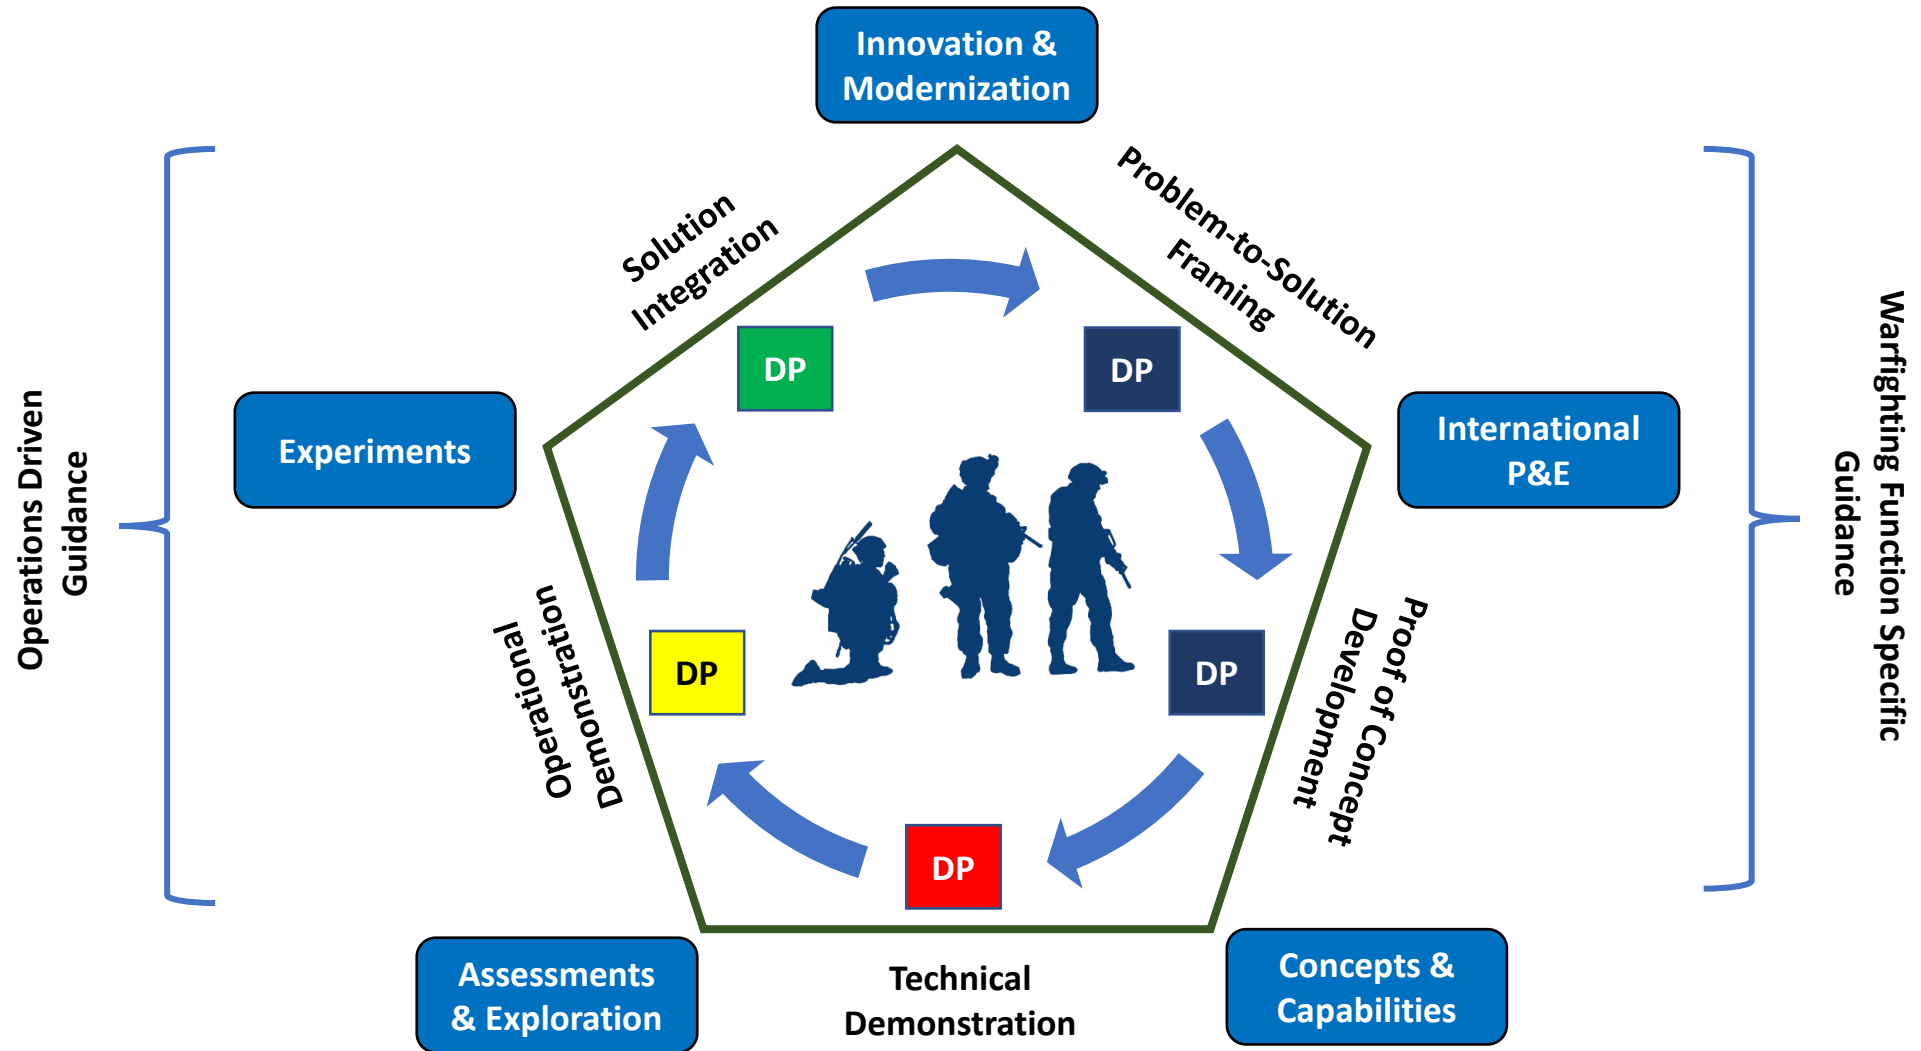 Innovation &
Modernization
Solution
Integration
Problem-to-Solution
Framing
Operations Driven
Guidance
Warfighting Function Specific
Guidance
Experiments
International
P&E
DP
DP
DP
DP
DP
Operational
Demonstration
Proof of Concept
Development
Assessments
& Exploration
Technical
Demonstration
Concepts &
Capabilities